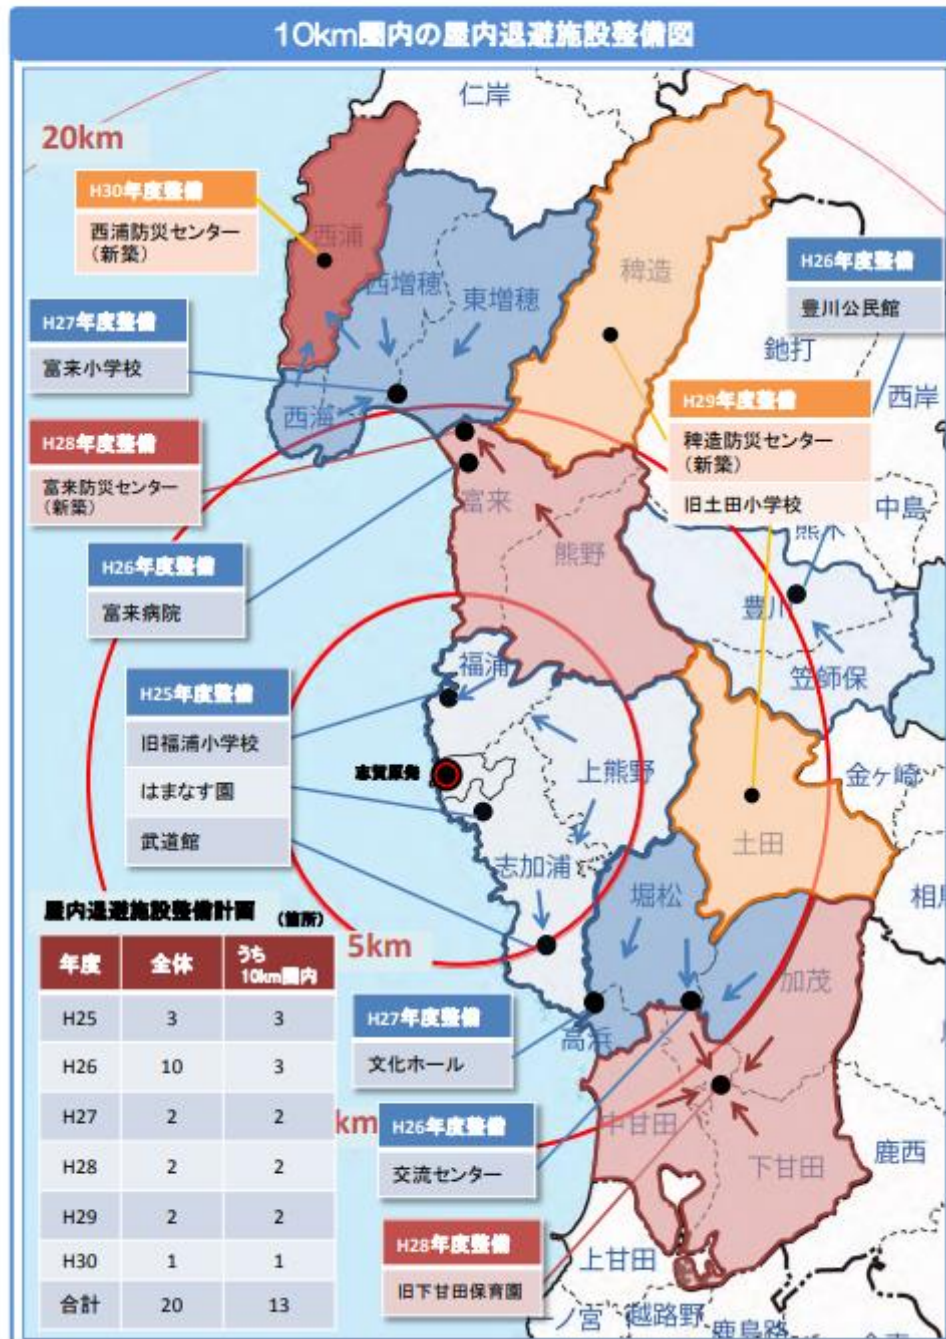 10km圏内の屋内退避施設整備図
仁岸
20km
H30年度整備
西浦防災センター
(新築)
西浦
稗造
西増穂
東増穂
H26年度整備
豊川公民館
H27年度整備
富来小学校
鉈打
西岸
西海
H29年度整備
稗造防災センター
(新築)
旧土田小学校
H28年度整備
富来防災センター
(新築)
富来
中島
熊木
熊野
H26年度整備
富来病院
豊川
笠師保
福浦
H25年度整備
旧福浦小学校
はまなす園
武道館
志賀原発
上熊野
金ヶ崎
土田
志加浦
堀松
屋内退避施設整備計画 (箇所)
年度 全体 うち
10km圏内
H25 3 3
H26 10 3
H27 2 2
H28 2 2
H29 2 2
H30 1 1
合計 20 13
5km
加茂
H27年度整備
文化ホール
高浜
km
H26年度整備
交流センター
中甘田
下甘田
鹿西
H28年度整備
旧下甘田保育園
上甘田
一ノ宮
越路野
鹿島路